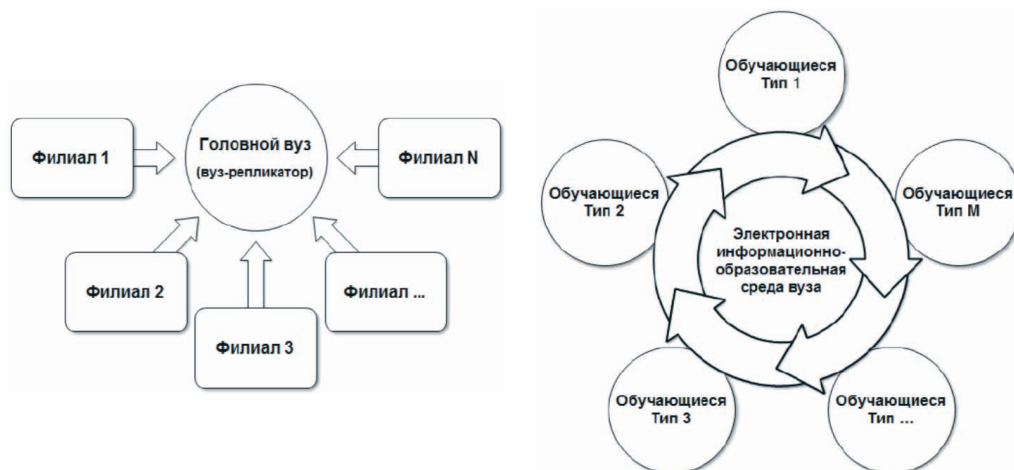 Головной вуз
(вуз-репликатор)
Филиал 1
Филиал N
Филиал 2
Филиал ...
Филиал 3
Обучающиеся
Тип 1
Обучающиеся
Тип 2
Обучающиеся
Тип M
Электронная
информационно-
образовательная
среда вуза
Обучающиеся
Тип 3
Обучающиеся
Тип ...